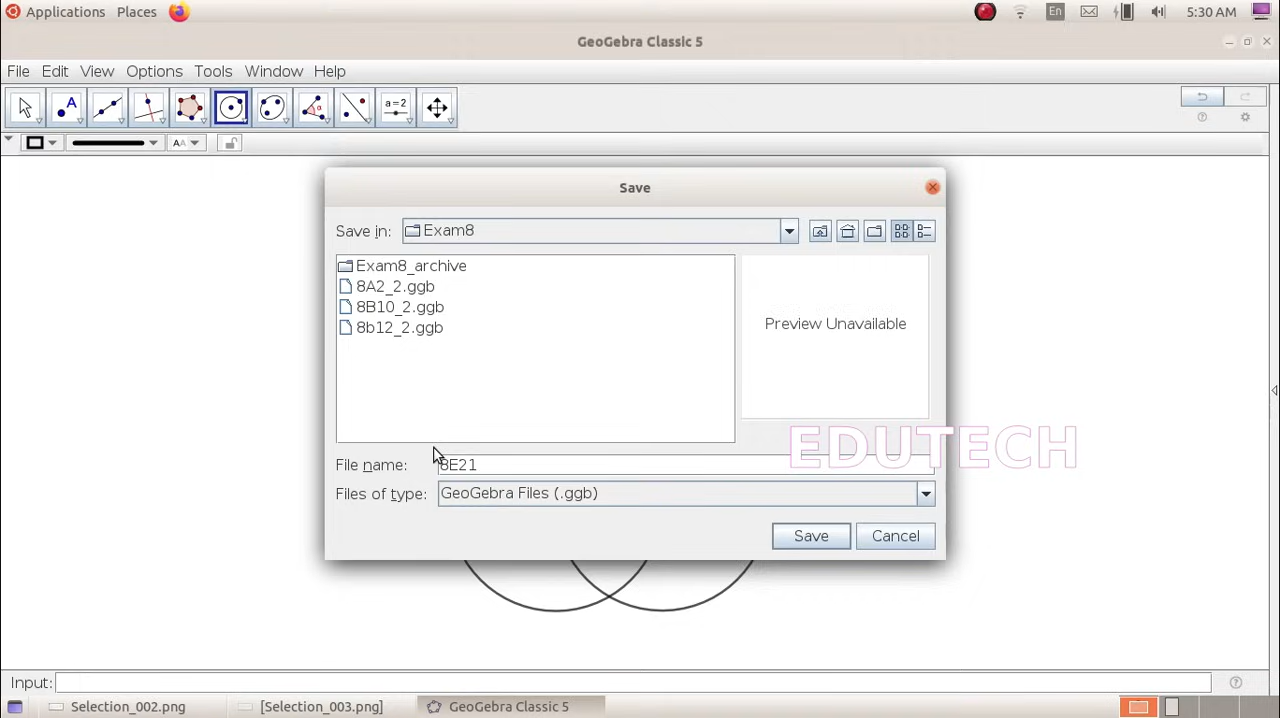 Applications Places En 5:30 AM
GeoGebra Classic 5
File Edit View Options Tools Window Help
A a=2
AA
Save
Save in: Exam8
Exam8_archive
8A2_2.ggb
8B10_2.ggb
8b12_2.ggb
Preview Unavailable
EDUTECH
File name: 8E21
Files of type: GeoGebra Files (.ggb)
Save Cancel
Input:
Selection_002.png [Selection_003.png] GeoGebra Classic 5